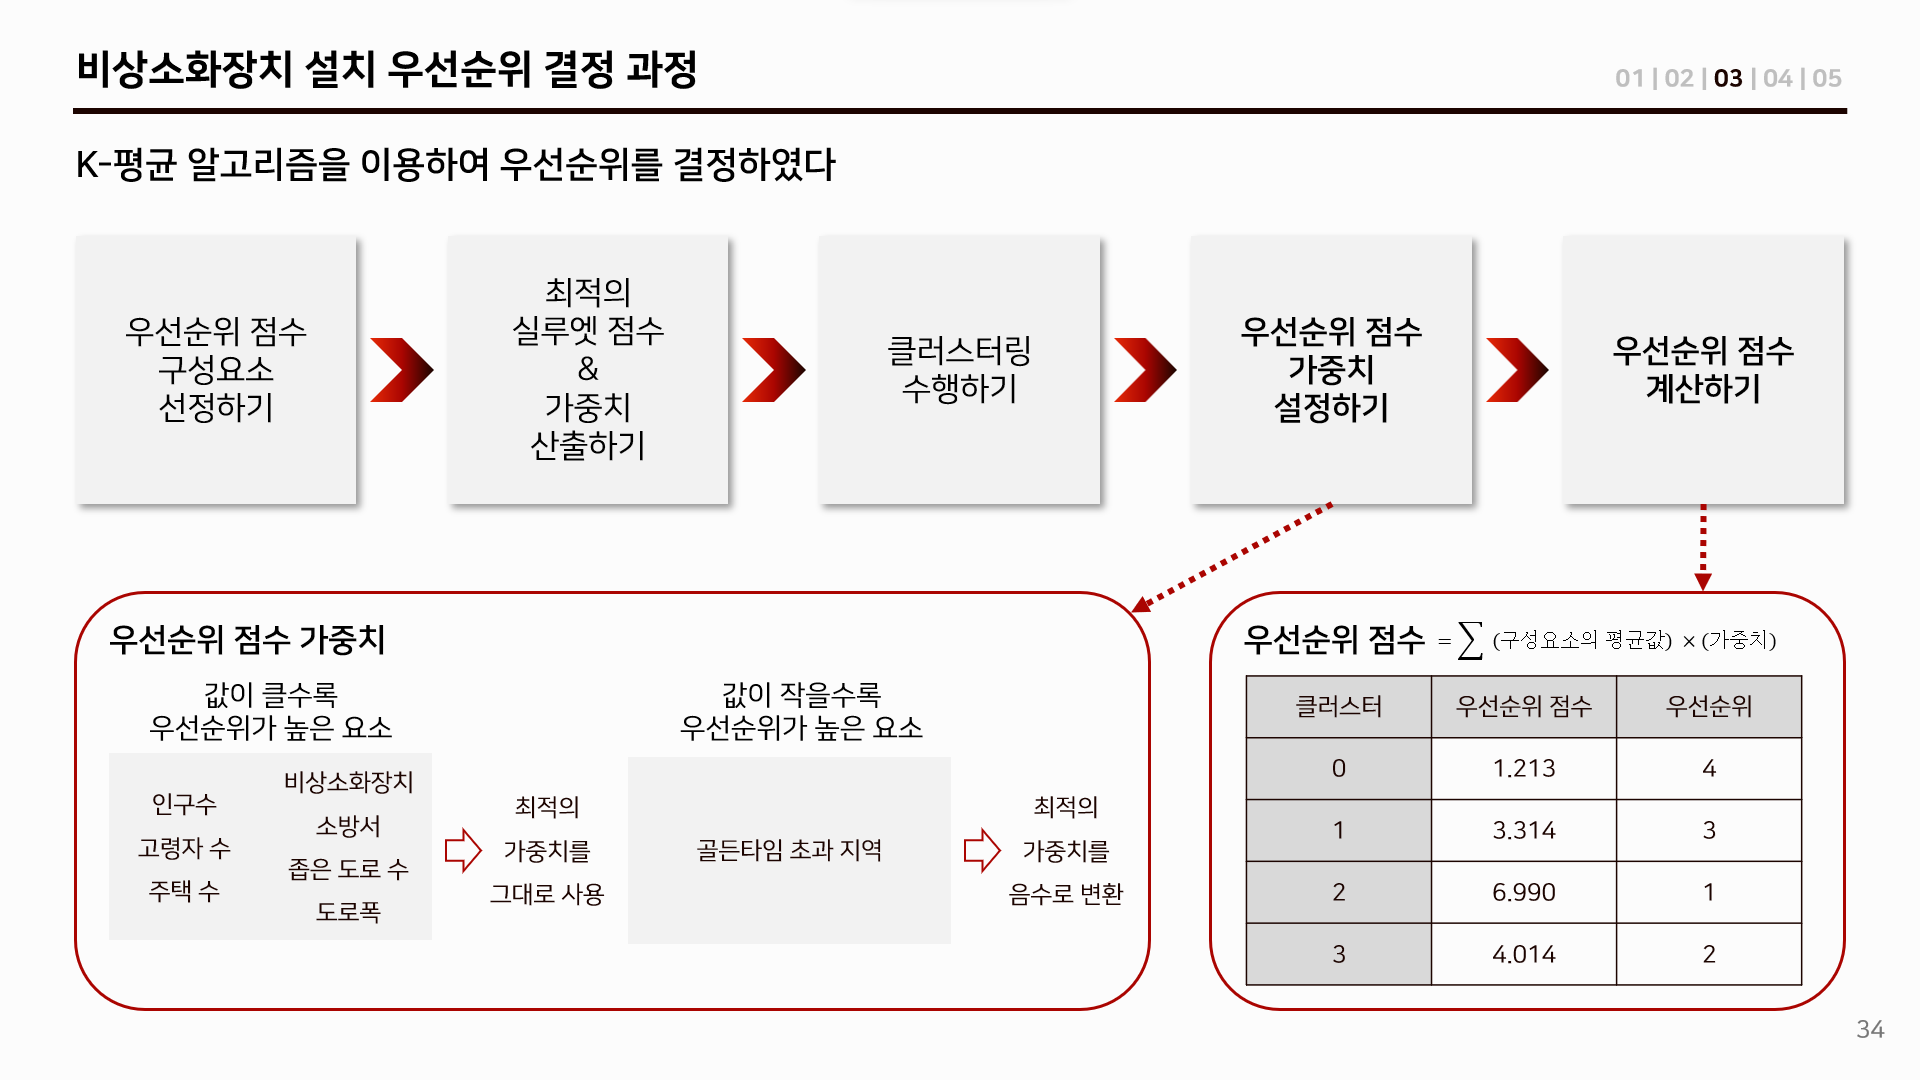 비상소화장치 설치 우선순위 결정 과정
01 | 02 | 03 | 04 | 05
K-평균 알고리즘을 이용하여 우선순위를 결정하였다
우선순위 점수
구성요소
선정하기
최적의
실루엣 점수
&
가중치
산출하기
클러스터링
수행하기
우선순위 점수
가중치
설정하기
우선순위 점수
계산하기
우선순위 점수 가중치
값이 클수록
우선순위가 높은 요소
인구수
고령자 수
주택 수
비상소화장치
소방서
좁은 도로 수
도로폭
최적의
가중치를
그대로 사용
값이 작을수록
우선순위가 높은 요소
골든타임 초과 지역
최적의
가중치를
음수로 변환
우선순위 점수 = ∑ (구성요소의 평균값) × (가중치)
클러스터 우선순위 점수 우선순위
0 1.213 4
1 3.314 3
2 6.990 1
3 4.014 2
34